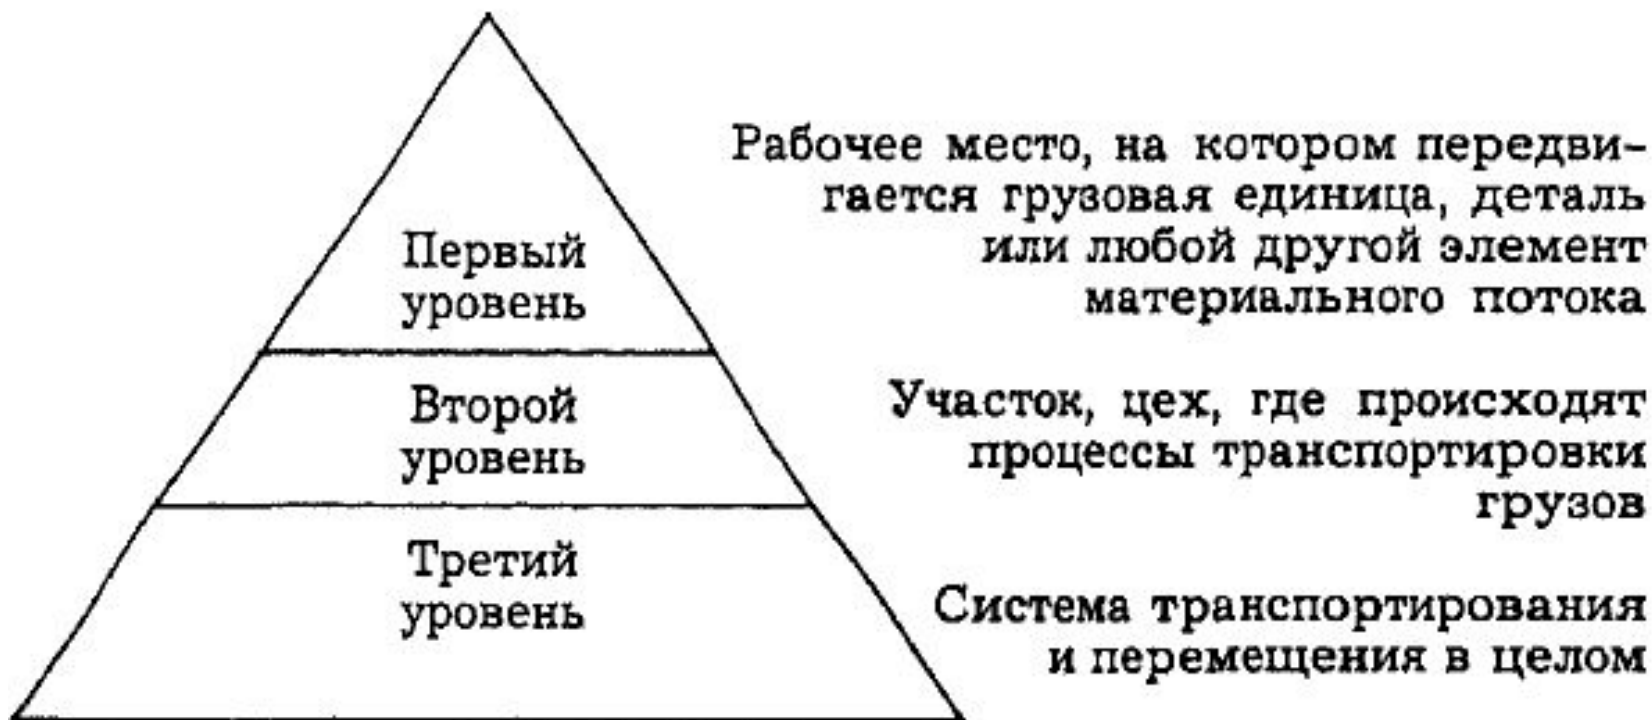 Рабочее место, на котором передви-
гается грузовая единица, деталь
или любой другой элемент
материального потока
Первый
уровень
Участок, цех, где происходят
процессы транспортировки
грузов
Второй
уровень
Система транспортирования
и перемещения в целом
Третий
уровень